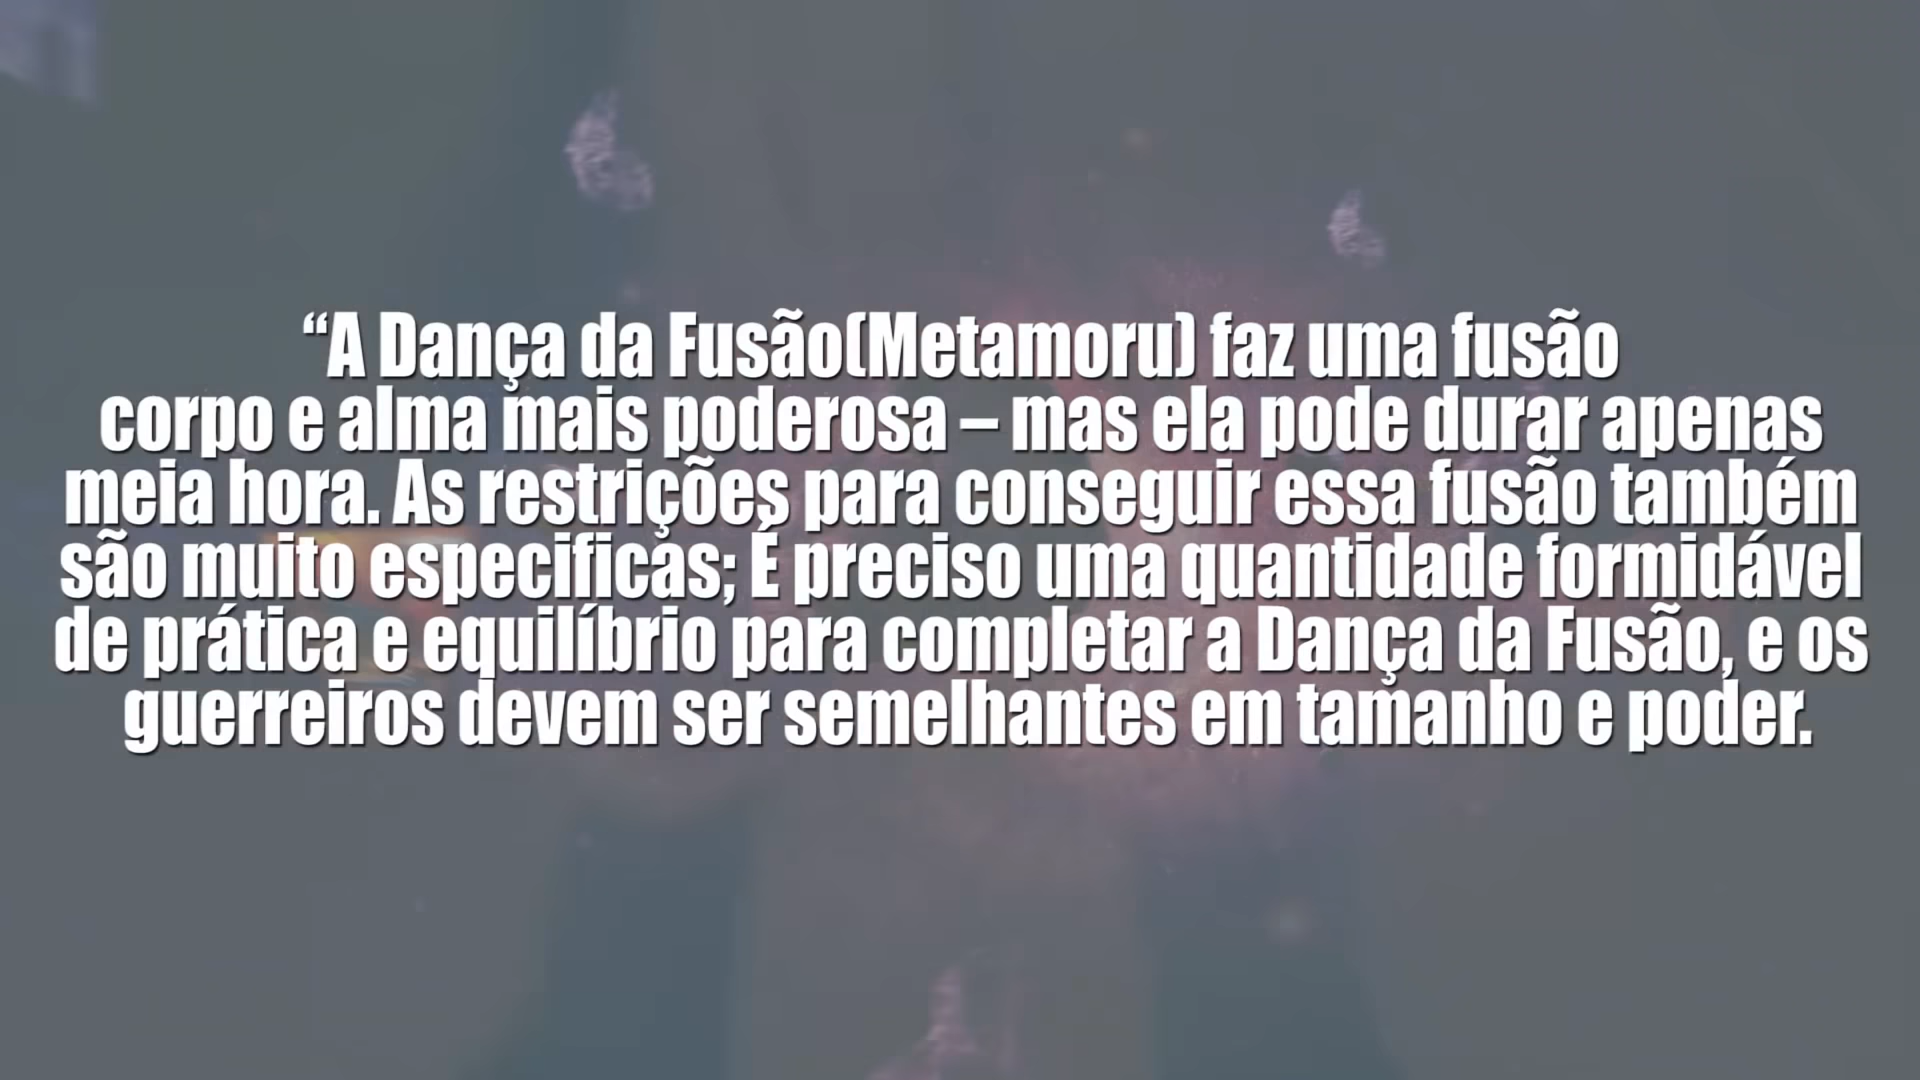 “A Dança da Fusão(Metamoru) faz uma fusão
corpo e alma mais poderosa – mas ela pode durar apenas
meia hora. As restrições para conseguir essa fusão também
são muito especificas; É preciso uma quantidade formidável
de prática e equilíbrio para completar a Dança da Fusão, e os
guerreiros devem ser semelhantes em tamanho e poder.